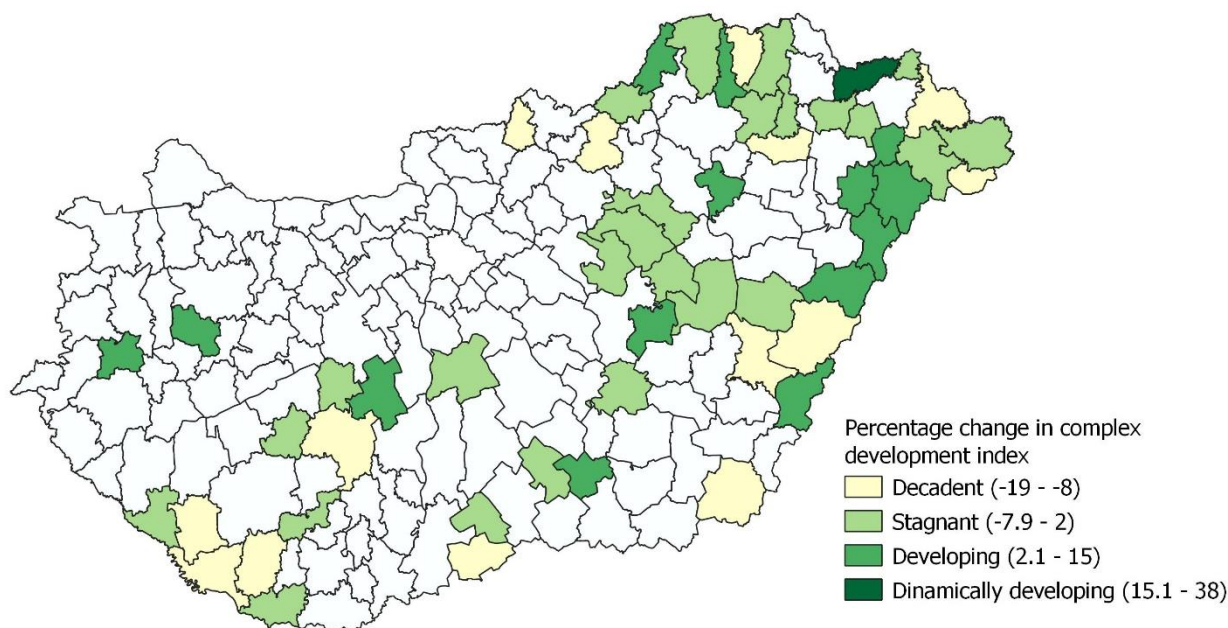 Percentage change in complex
development index
Decadent (-19 - -8)
Stagnant (-7.9 - 2)
Developing (2.1 - 15)
Dinamically developing (15.1 - 38)